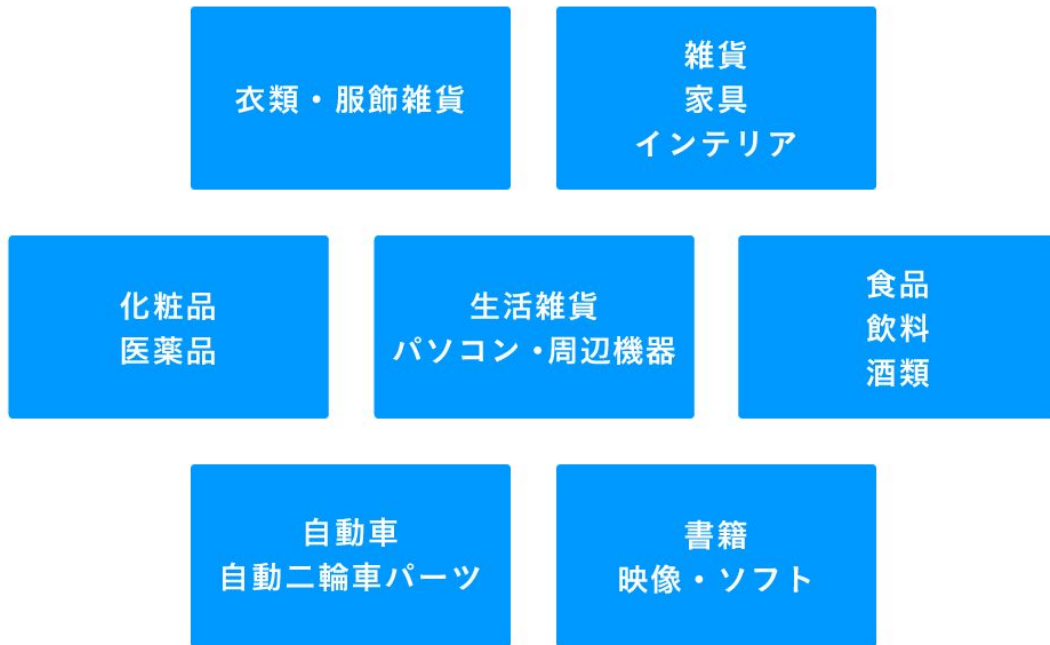 衣類・服飾雑貨
雑貨
家具
インテリア
化粧品
医薬品
生活雑貨
パソコン・周辺機器
食品
飲料
酒類
自動車
自動二輪車パーツ
書籍
映像・ソフト